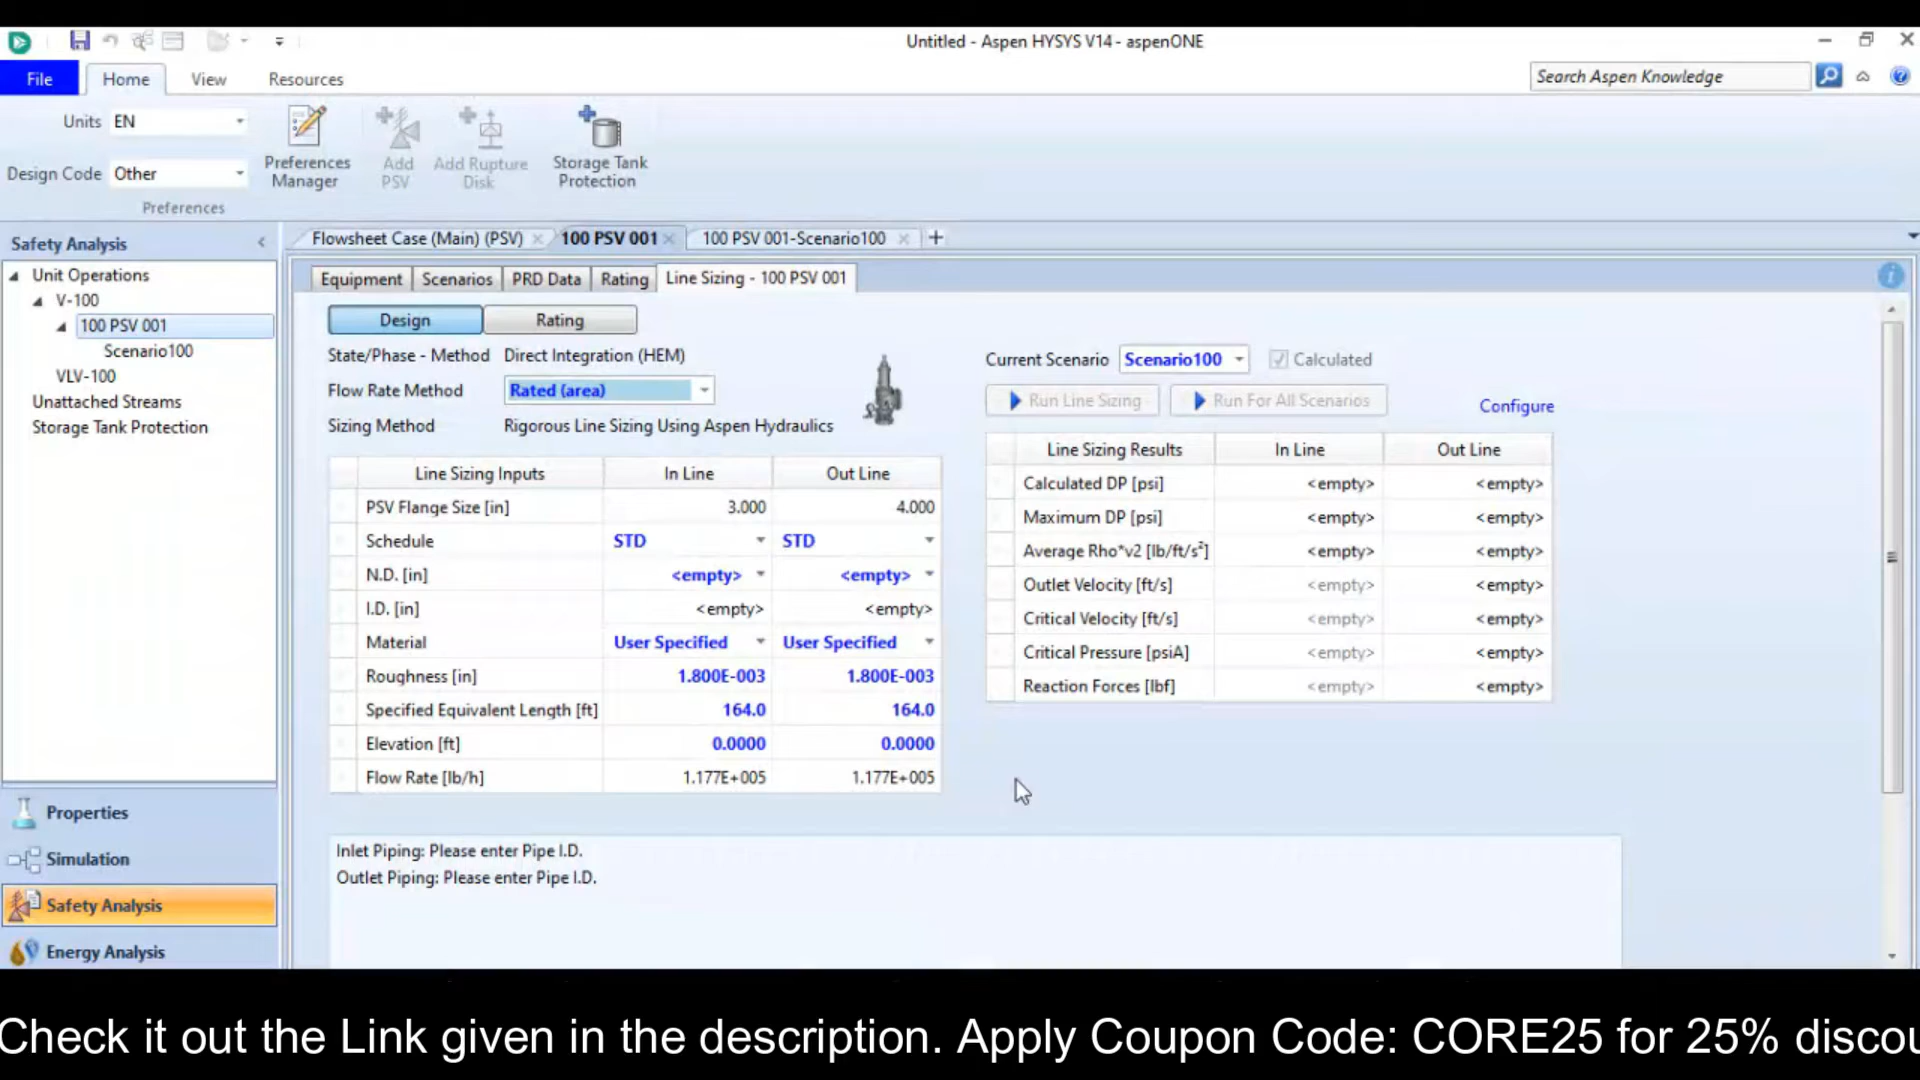 Untitled - Aspen HYSYS V14 - aspenONE
File Home View Resources
Search Aspen Knowledge
Units EN
Design Code Other
Preferences Manager
Add PSV
Add Rupture Disk
Storage Tank Protection
Preferences
Safety Analysis
Unit Operations
V-100
100 PSV 001
Scenario100
VLV-100
Unattached Streams
Storage Tank Protection
Properties
Simulation
Safety Analysis
Energy Analysis
Flowsheet Case (Main) (PSV) 100 PSV 001 100 PSV 001-Scenario100
Equipment Scenarios PRD Data Rating Line Sizing - 100 PSV 001
Design Rating
State/Phase - Method Direct Integration (HEM)
Flow Rate Method Rated (area)
Sizing Method Rigorous Line Sizing Using Aspen Hydraulics
Line Sizing Inputs In Line Out Line
PSV Flange Size [in] 3.000 4.000
Schedule STD STD
N.D. [in] <empty> <empty>
I.D. [in] <empty> <empty>
Material User Specified User Specified
Roughness [in] 1.800E-003 1.800E-003
Specified Equivalent Length [ft] 164.0 164.0
Elevation [ft] 0.0000 0.0000
Flow Rate [lb/h] 1.177E+005 1.177E+005
Current Scenario Scenario100 Calculated
Run Line Sizing Run For All Scenarios Configure
Line Sizing Results In Line Out Line
Calculated DP [psi] <empty> <empty>
Maximum DP [psi] <empty> <empty>
Average Rho*v2 [lb/ft/s²] <empty> <empty>
Outlet Velocity [ft/s] <empty> <empty>
Critical Velocity [ft/s] <empty> <empty>
Critical Pressure [psiA] <empty> <empty>
Reaction Forces [lbf] <empty> <empty>
Inlet Piping: Please enter Pipe I.D.
Outlet Piping: Please enter Pipe I.D.
Check it out the Link given in the description. Apply Coupon Code: CORE25 for 25% discou